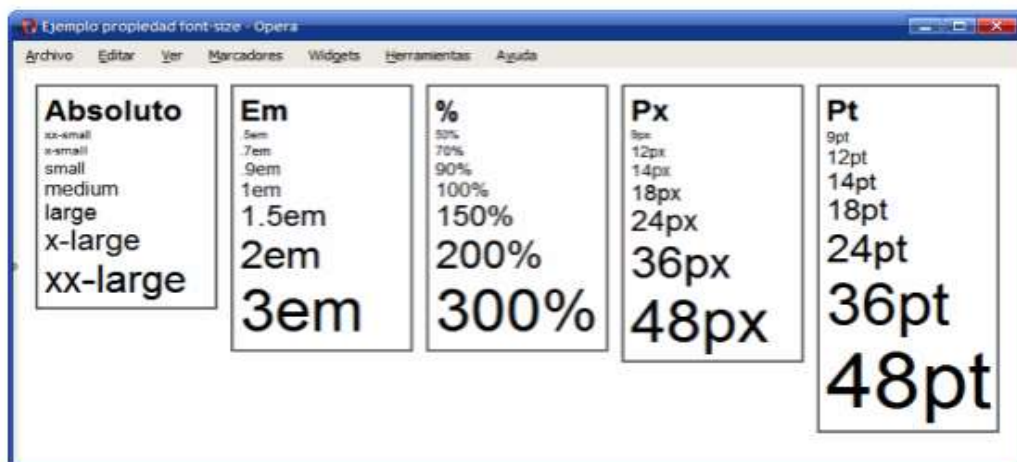 Ejemplo propiedad font-size - Opera
Archivo Editar Ver Marcadores Widgets Herramientas Ayuda
Absoluto
xx-small
x-small
small
medium
large
x-large
xx-large
Em
.5em
.7em
.9em
1em
1.5em
2em
3em
%
50%
70%
90%
100%
150%
200%
300%
Px
9px
12px
14px
18px
24px
36px
48px
Pt
9pt
12pt
14pt
18pt
24pt
36pt
48pt